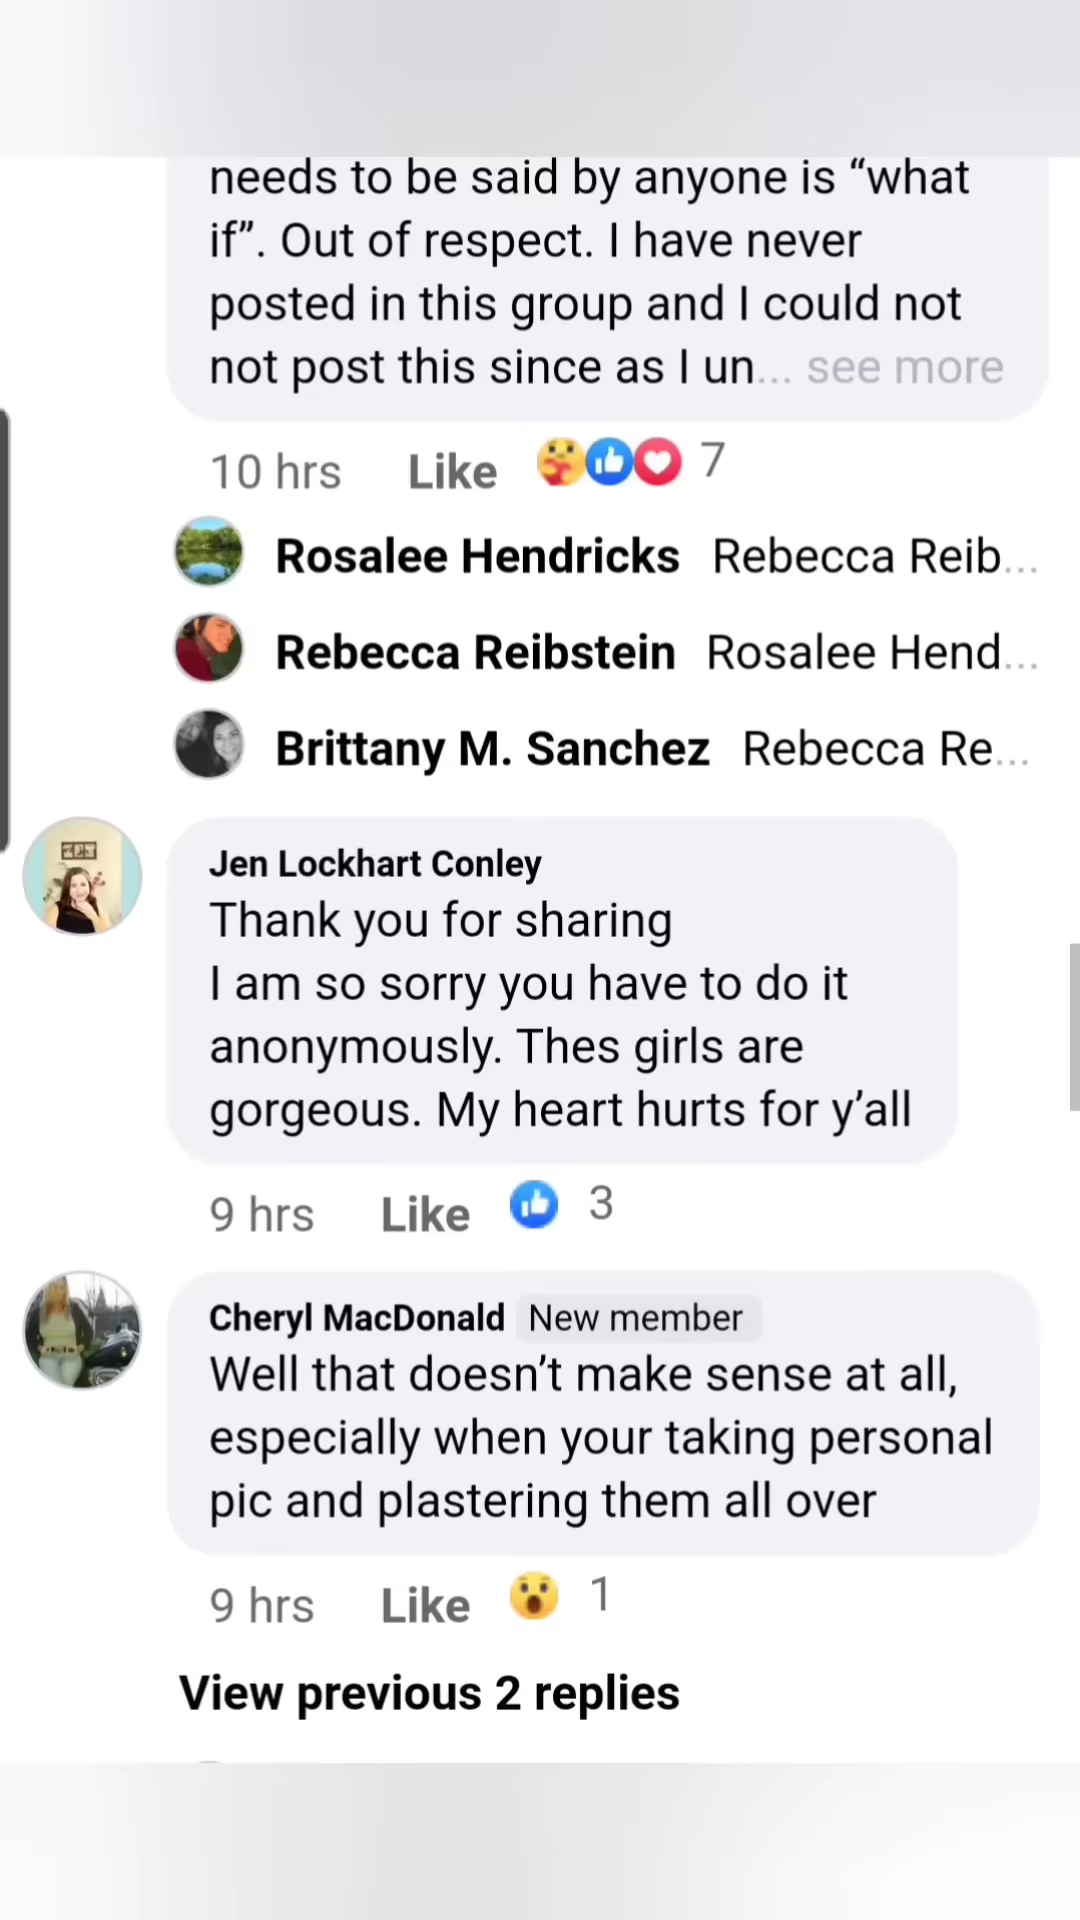 needs to be said by anyone is “what
if”. Out of respect. I have never
posted in this group and I could not
not post this since as I un... see more
10 hrs Like 7
Rosalee Hendricks Rebecca Reib...
Rebecca Reibstein Rosalee Hend...
Brittany M. Sanchez Rebecca Re...
Jen Lockhart Conley
Thank you for sharing
I am so sorry you have to do it
anonymously. Thes girls are
gorgeous. My heart hurts for y’all
9 hrs Like 3
Cheryl MacDonald New member
Well that doesn’t make sense at all,
especially when your taking personal
pic and plastering them all over
9 hrs Like 1
View previous 2 replies